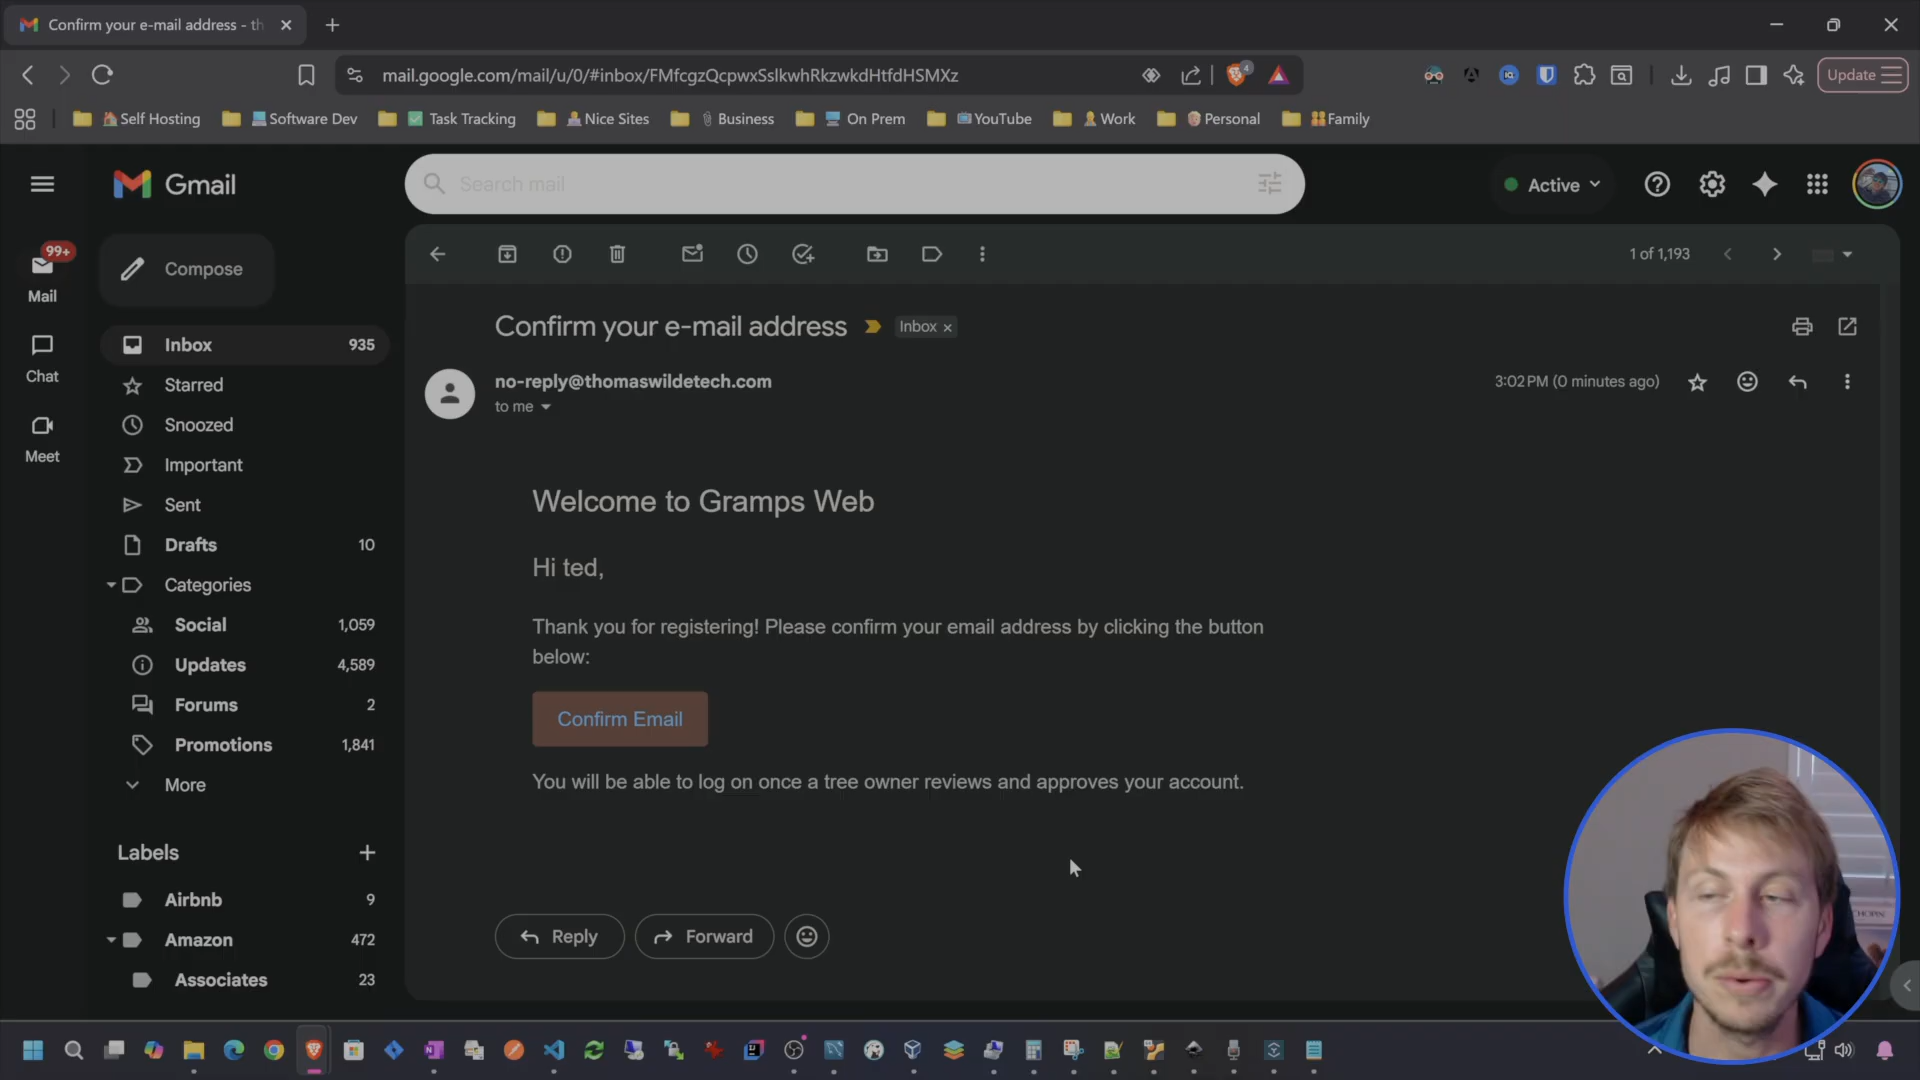 Confirm your e-mail address - th
mail.google.com/mail/u/0/#inbox/FMfcgzQcpwxSslkwhRkzwkdHtfdHSMXz
4
Update
Self Hosting
Software Dev
Task Tracking
Nice Sites
Business
On Prem
YouTube
Work
Personal
Family
Gmail
Search mail
Active
99+
Mail
Chat
Meet
Compose
1 of 1,193
Inbox 935
Starred
Snoozed
Important
Sent
Drafts 10
Categories
Social 1,059
Updates 4,589
Forums 2
Promotions 1,841
More
Labels
Airbnb 9
Amazon 472
Associates 23
Confirm your e-mail address
Inbox
no-reply@thomaswildetech.com
to me
3:02 PM (0 minutes ago)
Welcome to Gramps Web
Hi ted,
Thank you for registering! Please confirm your email address by clicking the button
below:
Confirm Email
You will be able to log on once a tree owner reviews and approves your account.
Reply
Forward
CHOPIN